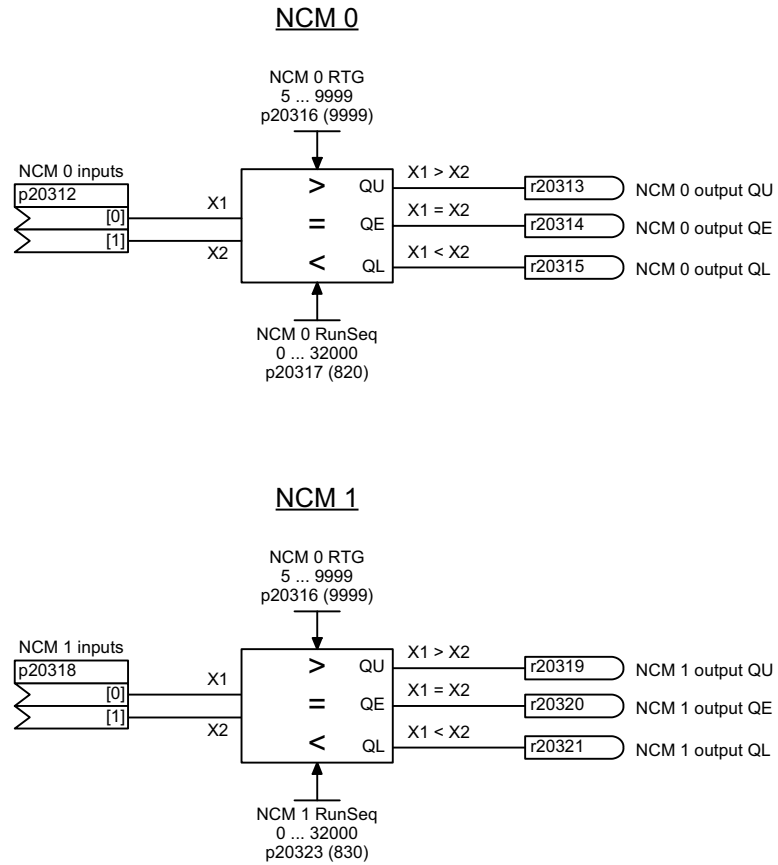 NCM 0
NCM 0 RTG
5 ... 9999
p20316 (9999)
NCM 0 inputs
p20312
[0]
[1]
X1
X2
> QU
= QE
< QL
X1 > X2
X1 = X2
X1 < X2
r20313
r20314
r20315
NCM 0 output QU
NCM 0 output QE
NCM 0 output QL
NCM 0 RunSeq
0 ... 32000
p20317 (820)
NCM 1
NCM 0 RTG
5 ... 9999
p20316 (9999)
NCM 1 inputs
p20318
[0]
[1]
X1
X2
> QU
= QE
< QL
X1 > X2
X1 = X2
X1 < X2
r20319
r20320
r20321
NCM 1 output QU
NCM 1 output QE
NCM 1 output QL
NCM 1 RunSeq
0 ... 32000
p20323 (830)